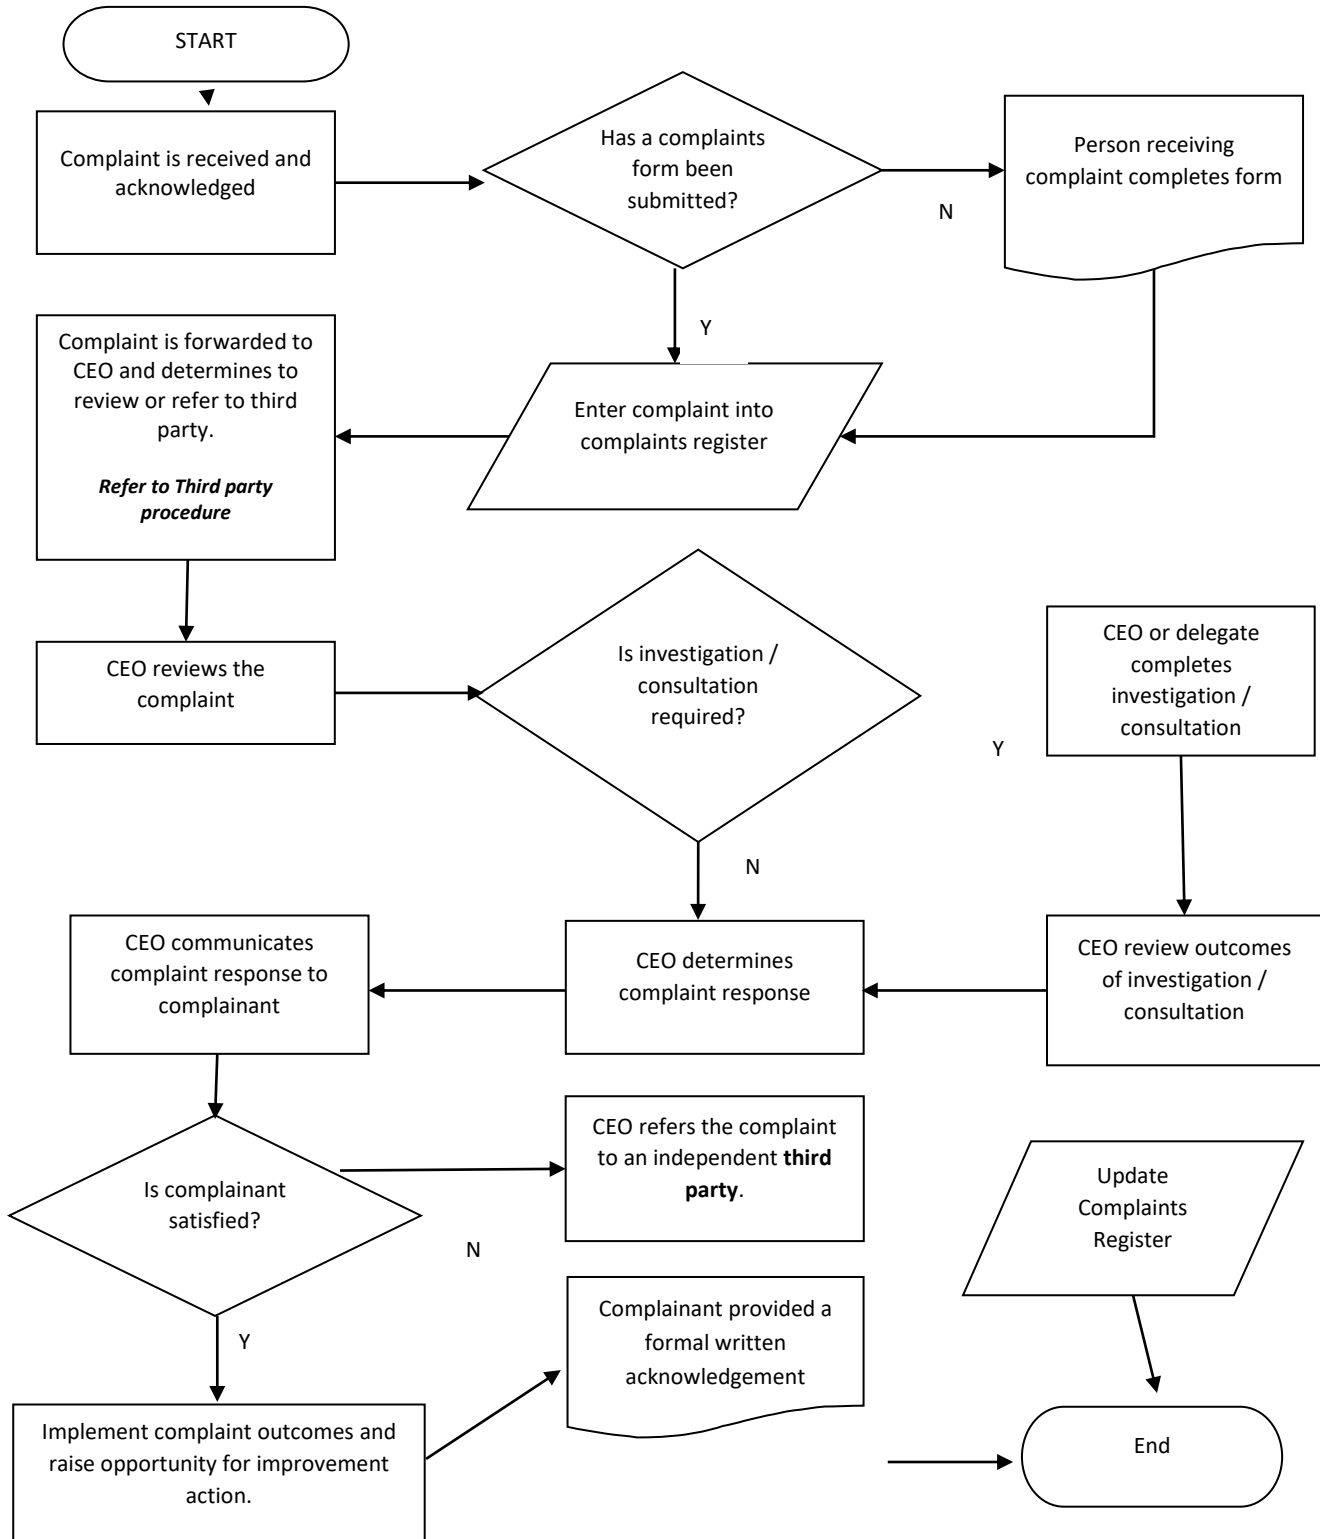 START
Complaint is received and
acknowledged
Has a complaints
form been
submitted?
N
Person receiving
complaint completes form
Y
Complaint is forwarded to
CEO and determines to
review or refer to third
party.
Refer to Third party
procedure
Enter complaint into
complaints register
CEO reviews the
complaint
Is investigation /
consultation
required?
Y
CEO or delegate
completes
investigation /
consultation
N
CEO communicates
complaint response to
complainant
CEO determines
complaint response
CEO review outcomes
of investigation /
consultation
Is complainant
satisfied?
N
CEO refers the complaint
to an independent third
party.
Update
Complaints
Register
Y
Complainant provided a
formal written
acknowledgement
Implement complaint outcomes and
raise opportunity for improvement
action.
End